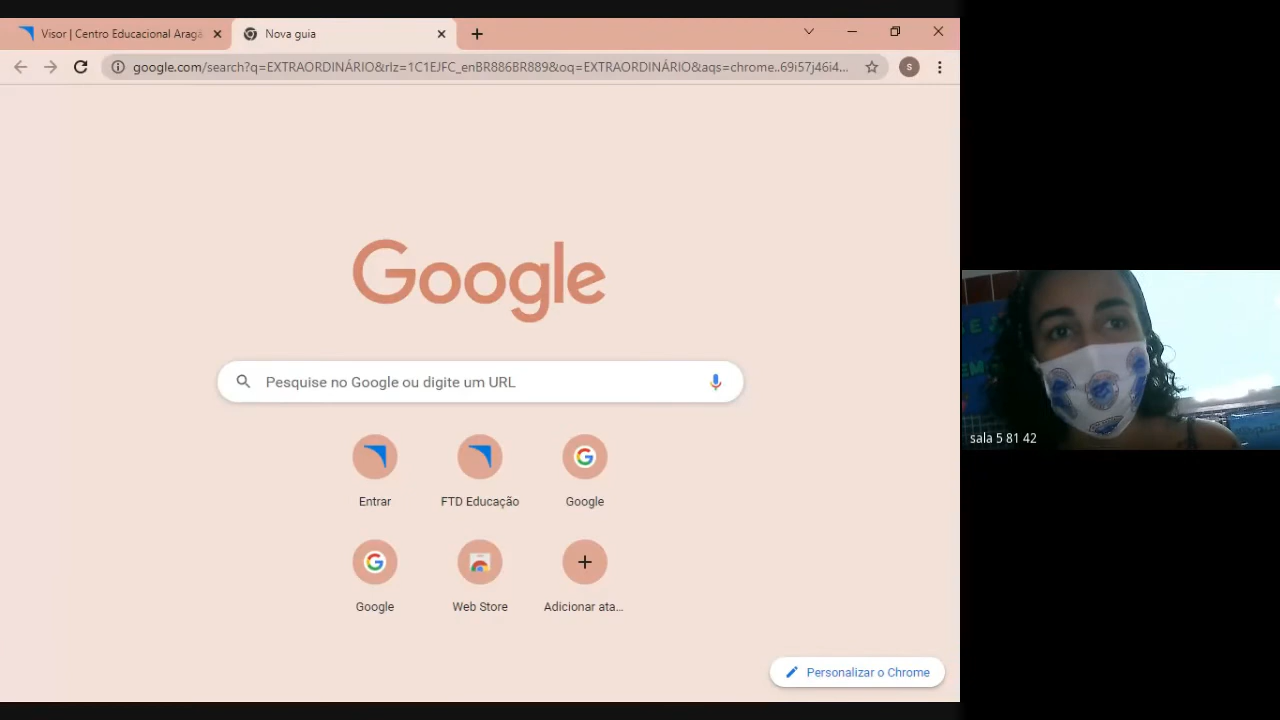 Visor | Centro Educacional Arag
Nova guia
google.com/search?q=EXTRAORDINÁRIO&rlz=1C1EJFC_enBR886BR889&oq=EXTRAORDINÁRIO&aqs=chrome..69i57j46i4...
s
Google
Pesquise no Google ou digite um URL
Entrar
FTD Educação
Google
Google
Web Store
Adicionar ata...
Personalizar o Chrome
sala 5 81 42